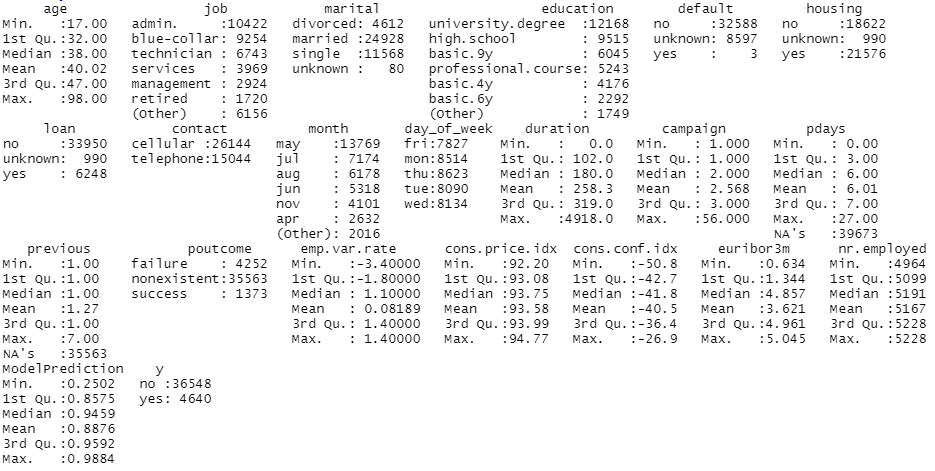 age              job            marital                    education        default         housing
Min.   :17.00   admin.     :10422   divorced: 4612   university.degree  :12168   no     :32588   no     :18622
1st Qu.:32.00   blue-collar: 9254   married :24928   high.school        : 9515   unknown: 8597   unknown:  990
Median :38.00   technician : 6743   single  :11568   basic.9y           : 6045   yes    :    3   yes    :21576
Mean   :40.02   services   : 3969   unknown :   80   professional.course: 5243
3rd Qu.:47.00   management : 2924                    basic.4y           : 4176
Max.   :98.00   retired    : 1720                    basic.6y           : 2292
                (Other)    : 6156                    (Other)            : 1749
      loan            contact          month       day_of_week    duration         campaign          pdays
no     :33950   cellular :26144   may    :13769   fri:7827   Min.   :   0.0   Min.   : 1.000   Min.   : 0.00
unknown:  990   telephone:15044   jul    : 7174   mon:8514   1st Qu.: 102.0   1st Qu.: 1.000   1st Qu.: 3.00
yes    : 6248                     aug    : 6178   thu:8623   Median : 180.0   Median : 2.000   Median : 6.00
                                  jun    : 5318   tue:8090   Mean   : 258.3   Mean   : 2.568   Mean   : 6.01
                                  nov    : 4101   wed:8134   3rd Qu.: 319.0   3rd Qu.: 3.000   3rd Qu.: 7.00
                                  apr    : 2632              Max.   :4918.0   Max.   :56.000   Max.   :27.00
                                  (Other): 2016                                                NA's   :39673
   previous            poutcome      emp.var.rate      cons.price.idx  cons.conf.idx     euribor3m      nr.employed
Min.   :1.00   failure    : 4252   Min.   :-3.40000   Min.   :92.20   Min.   :-50.8   Min.   :0.634   Min.   :4964
1st Qu.:1.00   nonexistent:35563   1st Qu.:-1.80000   1st Qu.:93.08   1st Qu.:-42.7   1st Qu.:1.344   1st Qu.:5099
Median :1.00   success    : 1373   Median : 1.10000   Median :93.75   Median :-41.8   Median :4.857   Median :5191
Mean   :1.27                       Mean   : 0.08189   Mean   :93.58   Mean   :-40.5   Mean   :3.621   Mean   :5167
3rd Qu.:1.00                       3rd Qu.: 1.40000   3rd Qu.:93.99   3rd Qu.:-36.4   3rd Qu.:4.961   3rd Qu.:5228
Max.   :7.00                       Max.   : 1.40000   Max.   :94.77   Max.   :-26.9   Max.   :5.045   Max.   :5228
NA's   :35563
ModelPrediction    y
Min.   :0.2502   no :36548
1st Qu.:0.8575   yes: 4640
Median :0.9459
Mean   :0.8876
3rd Qu.:0.9592
Max.   :0.9884